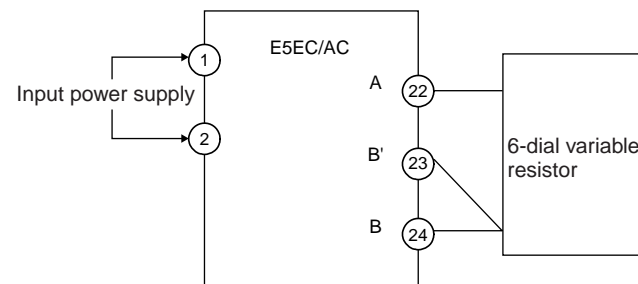 E5EC/AC
1
Input power supply
2
A
22
B'
23
B
24
6-dial variable
resistor